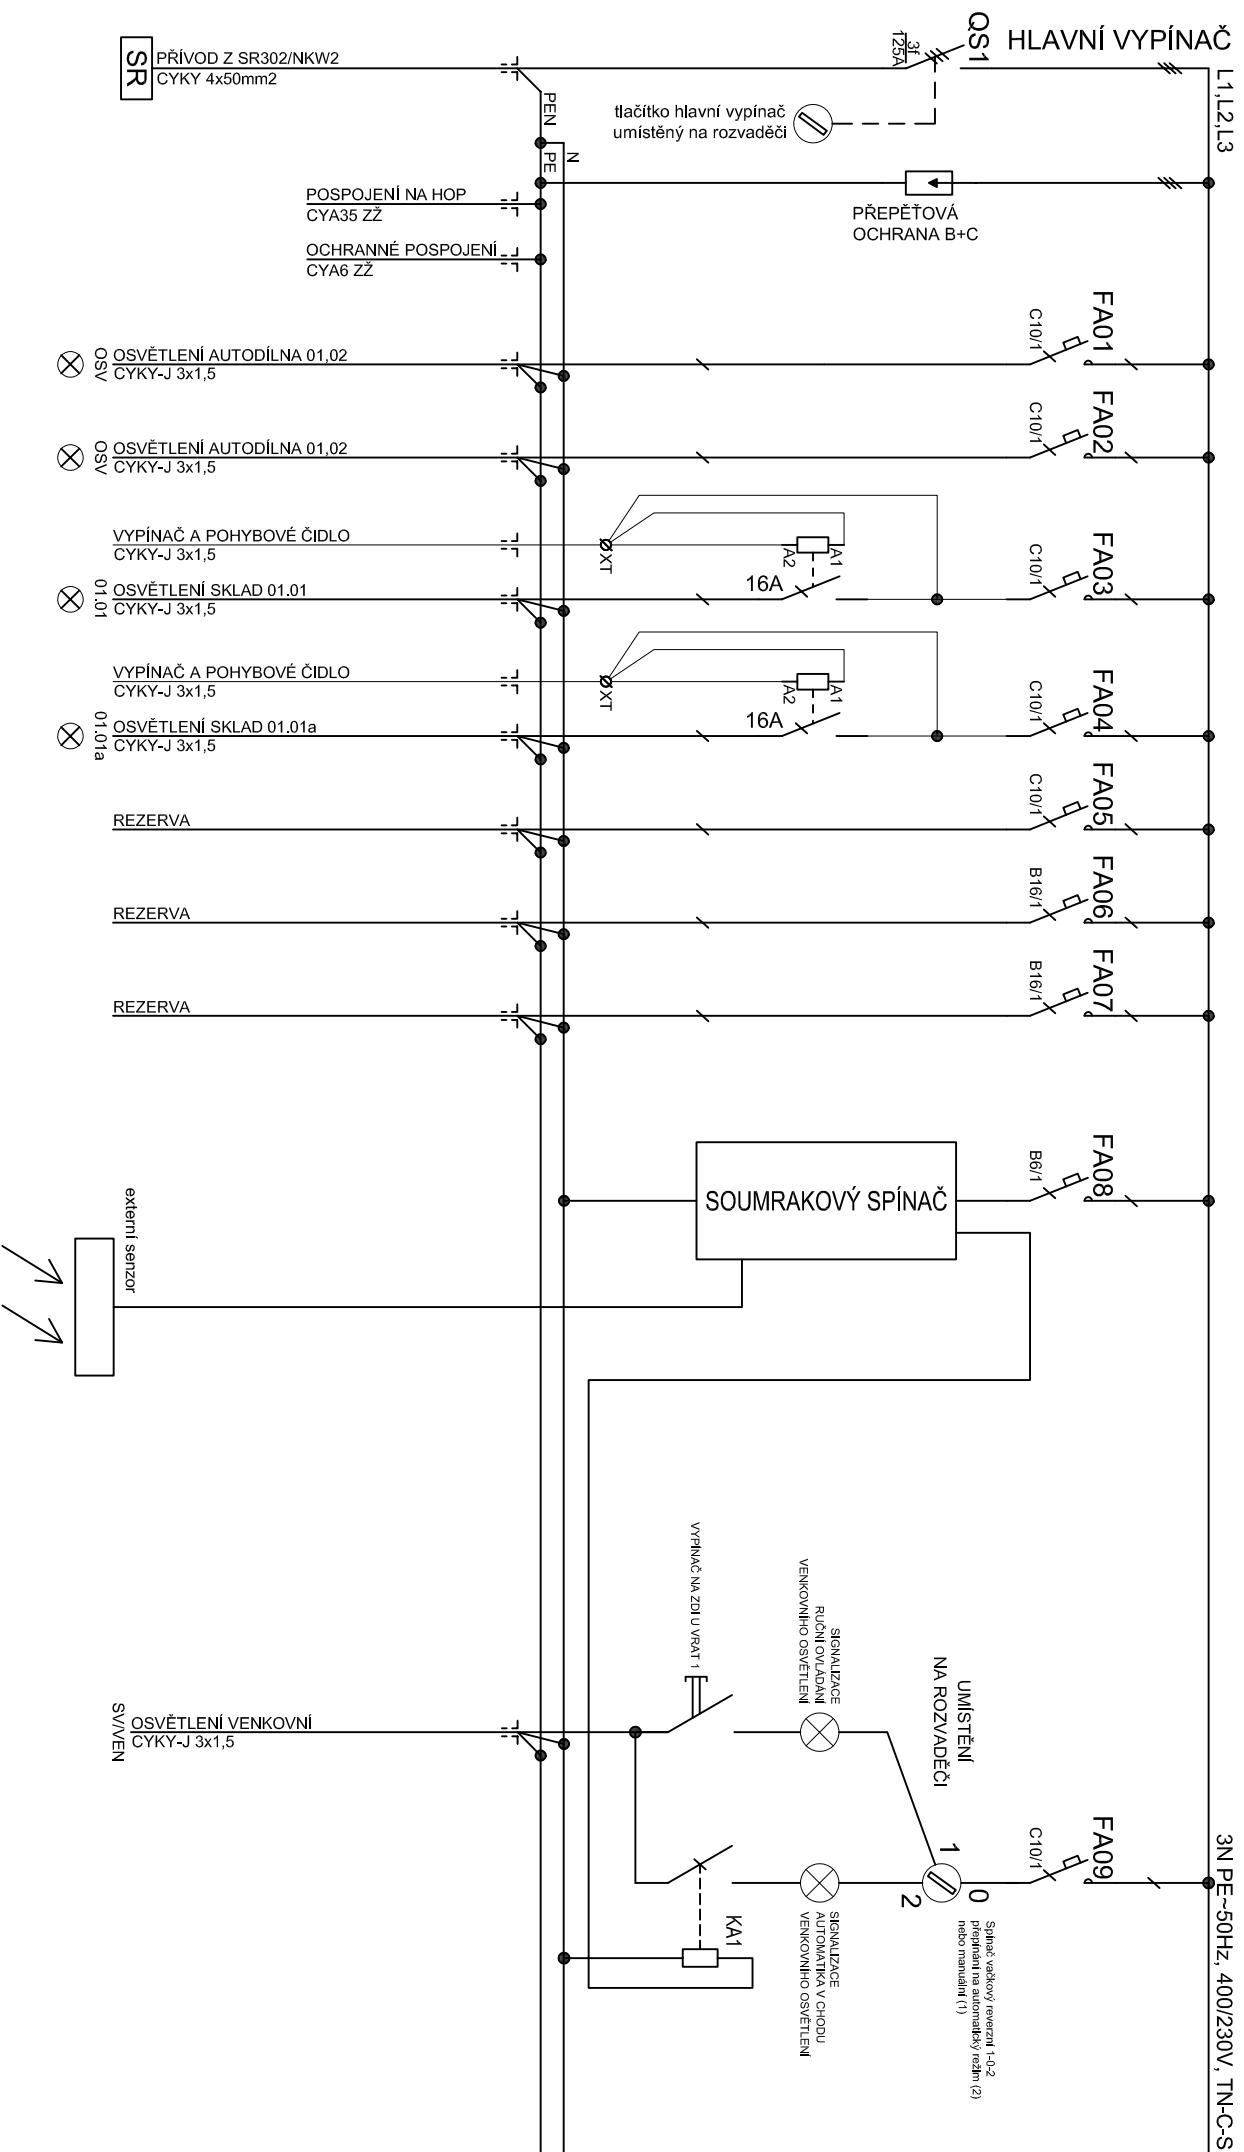 HLAVNÍ VYPÍNAČ
QS1
3f
125A
L1,L2,L3
SR
PŘÍVOD Z SR302/NKW2
CYKY 4x50mm2
tlačítko hlavní vypínač
umístěný na rozvaděči
PEN
N
PE
PŘEPĚŤOVÁ
OCHRANA B+C
POSPOJENÍ NA HOP
CYA35 ZŽ
OCHRANNÉ POSPOJENÍ
CYA6 ZŽ
FA01
C10/1
OSV
OSVĚTLENÍ AUTODÍLNA 01,02
CYKY-J 3x1,5
FA02
C10/1
OSV
OSVĚTLENÍ AUTODÍLNA 01,02
CYKY-J 3x1,5
VYPÍNAČ A POHYBOVÉ ČIDLO
CYKY-J 3x1,5
XT
A2
A1
16A
FA03
C10/1
01.01
OSVĚTLENÍ SKLAD 01.01
CYKY-J 3x1,5
VYPÍNAČ A POHYBOVÉ ČIDLO
CYKY-J 3x1,5
XT
A2
A1
16A
FA04
C10/1
01.01a
OSVĚTLENÍ SKLAD 01.01a
CYKY-J 3x1,5
FA05
C10/1
REZERVA
FA06
B16/1
REZERVA
FA07
B16/1
REZERVA
FA08
B6/1
SOUMRAKOVÝ SPÍNAČ
externí senzor
VYPÍNAČ NA ZDI U VRAT 1
SIGNALIZACE
RUČNÍ OVLÁDÁNÍ
VENKOVNÍHO OSVĚTLENÍ
UMÍSTĚNÍ
NA ROZVADĚČI
SV/VEN
OSVĚTLENÍ VENKOVNÍ
CYKY-J 3x1,5
FA09
C10/1
1
0
2
Spínač vačkový reverzní 1-0-2
přepínání na automatický režim (2)
nebo manuální (1)
KA1
SIGNALIZACE
AUTOMATIKA V CHODU
VENKOVNÍHO OSVĚTLENÍ
3N PE~50Hz, 400/230V, TN-C-S